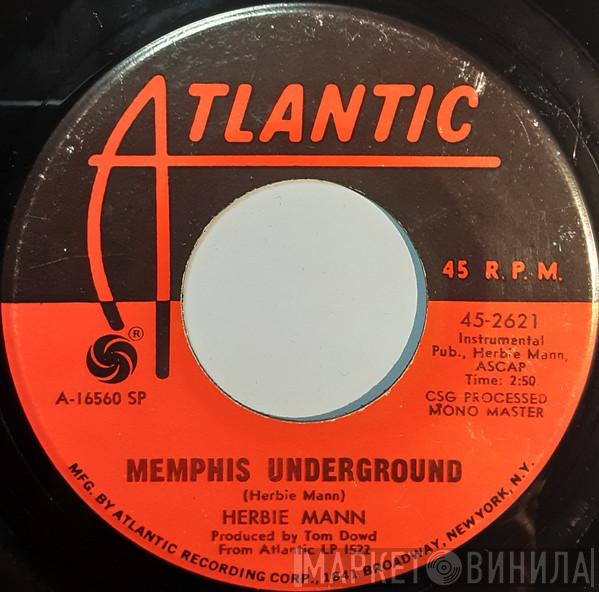 ATLANTIC
45 R.P.M.
45-2621
Instrumental
Pub., Herbie Mann,
ASCAP
Time: 2:50
CSG PROCESSED
MONO MASTER
®
A-16560 SP
MEMPHIS UNDERGROUND
(Herbie Mann)
HERBIE MANN
Produced by Tom Dowd
From Atlantic LP 1522
MFG. BY ATLANTIC RECORDING CORP., 1841 BROADWAY, NEW YORK, N.Y.
МАРКЕТ ВИНИЛА